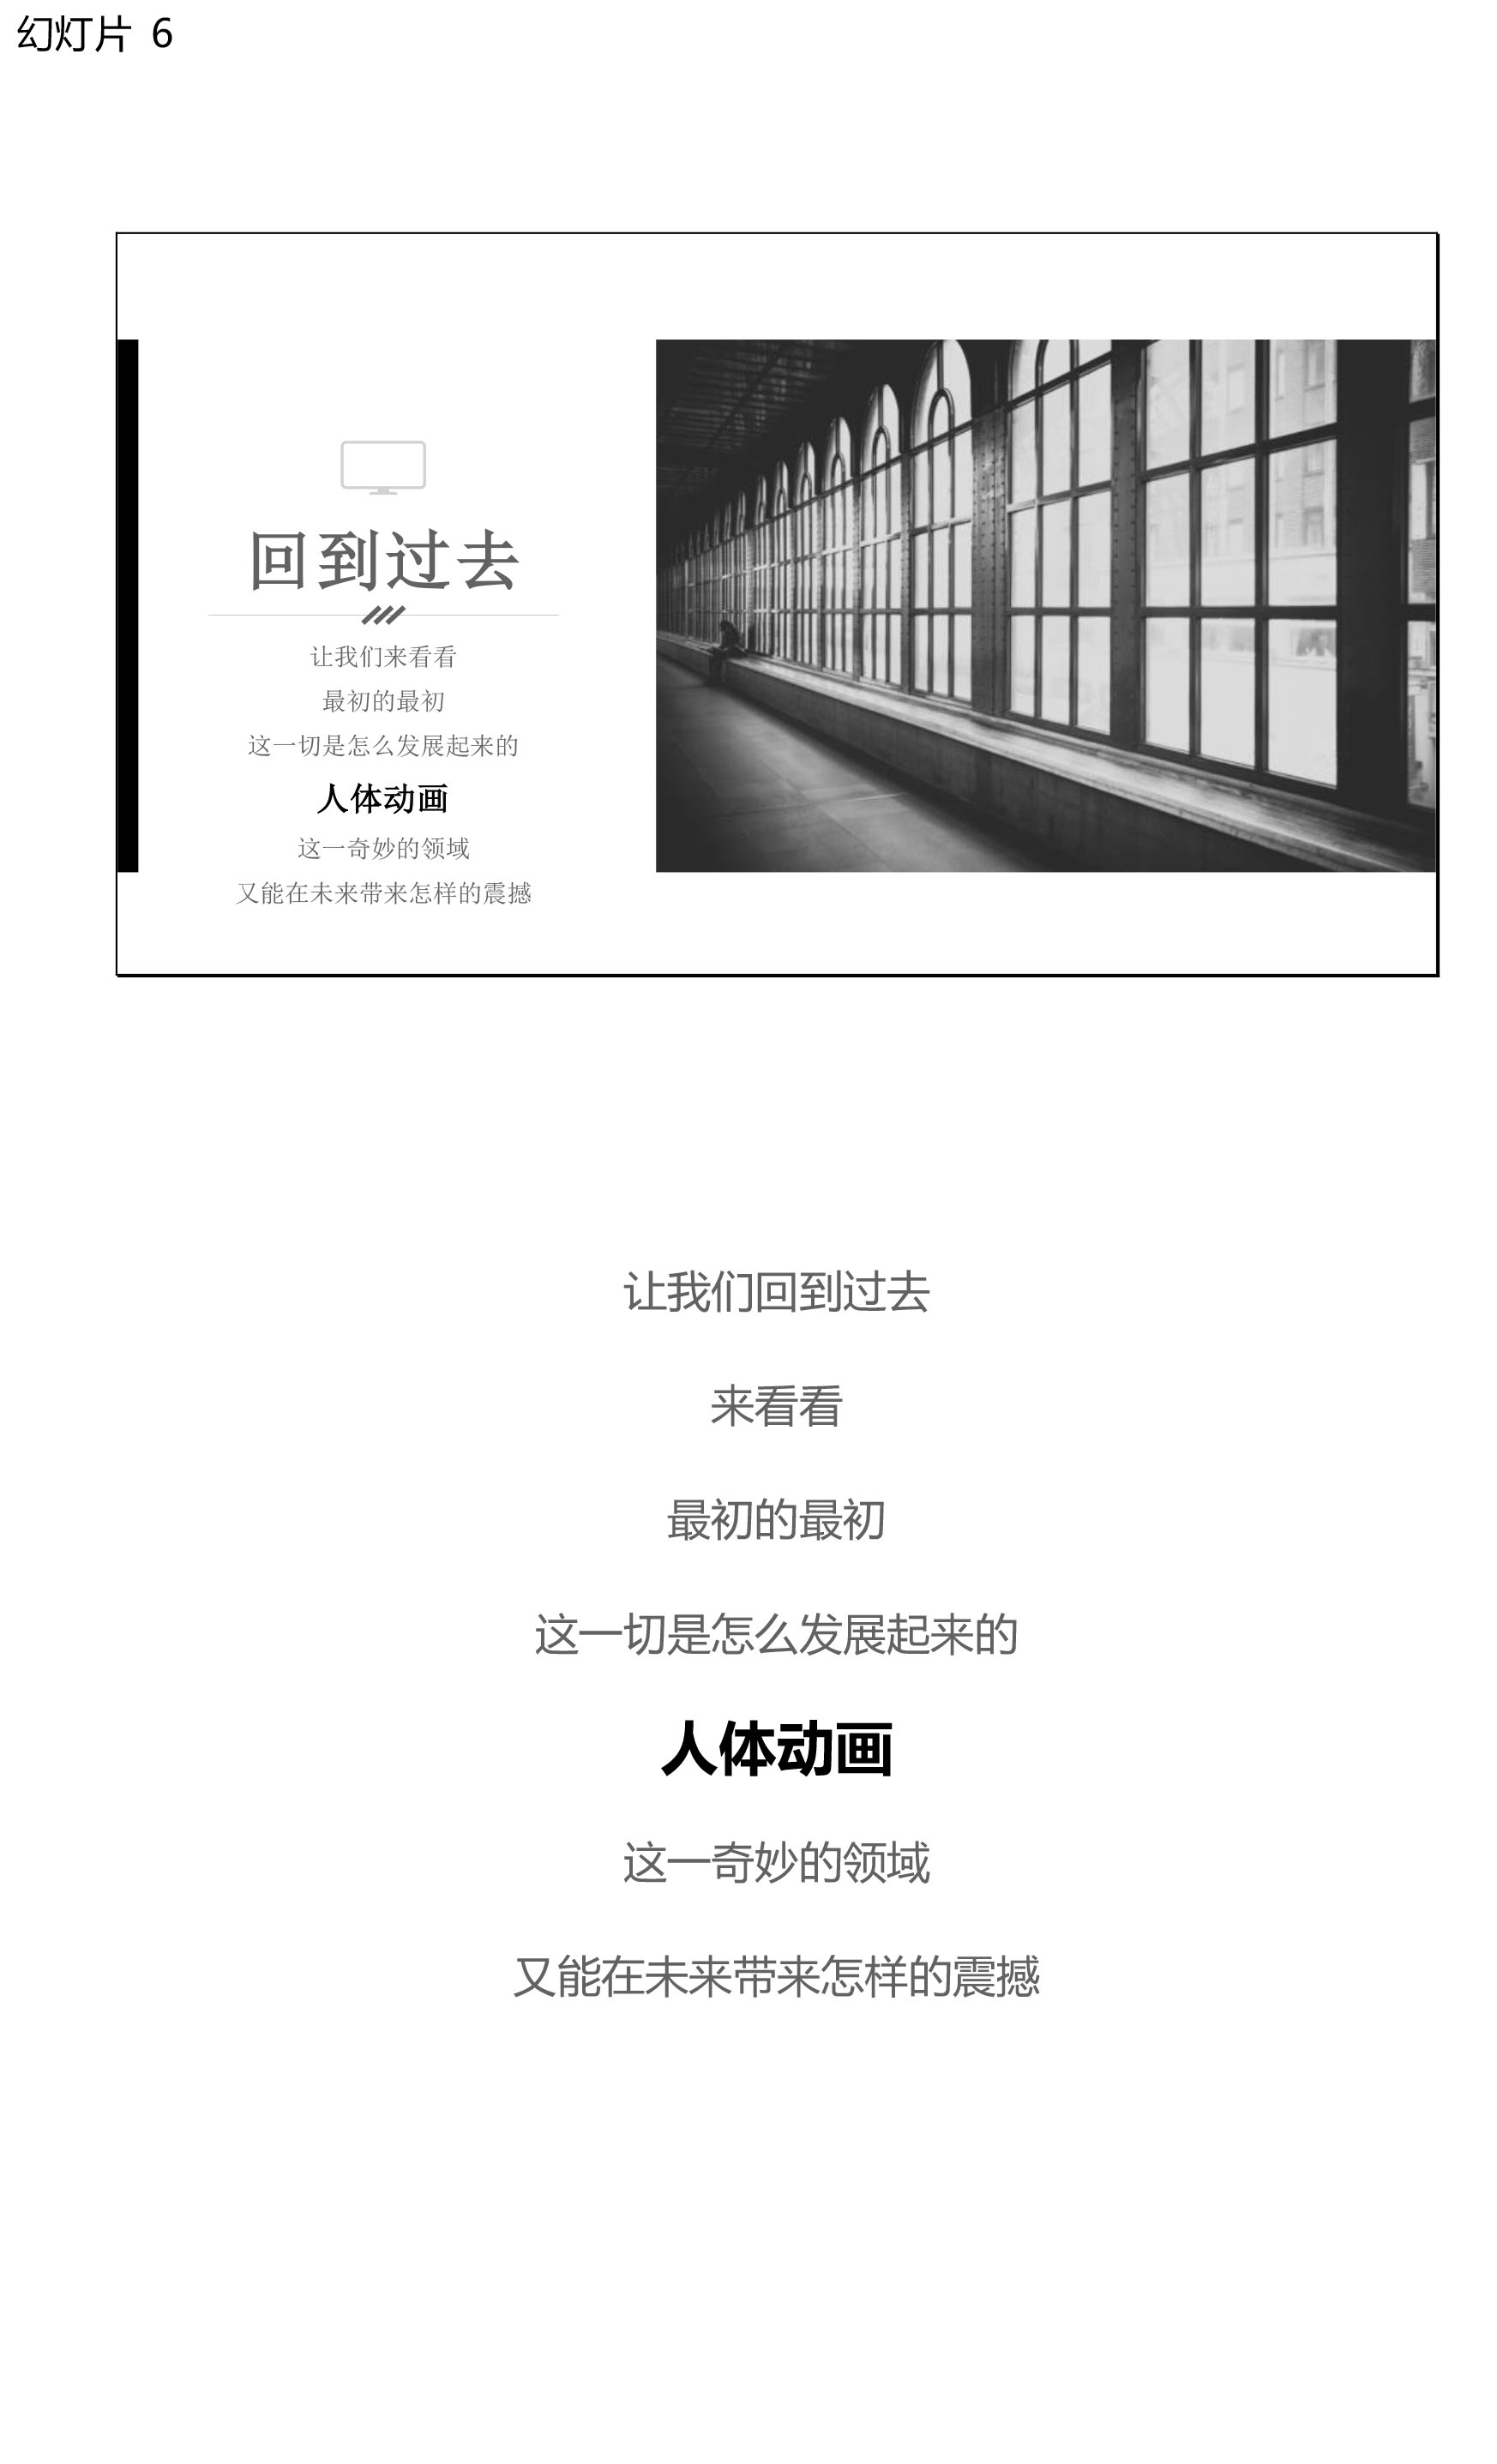 幻灯片 6
回到过去
让我们来看看
最初的最初
这一切是怎么发展起来的
人体动画
这一奇妙的领域
又能在未来带来怎样的震撼
让我们回到过去
来看看
最初的最初
这一切是怎么发展起来的
人体动画
这一奇妙的领域
又能在未来带来怎样的震撼